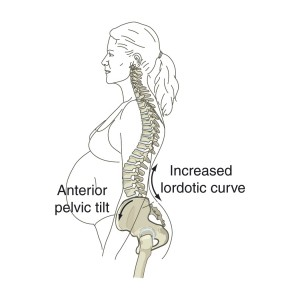 Increased
lordotic curve
Anterior
pelvic tilt